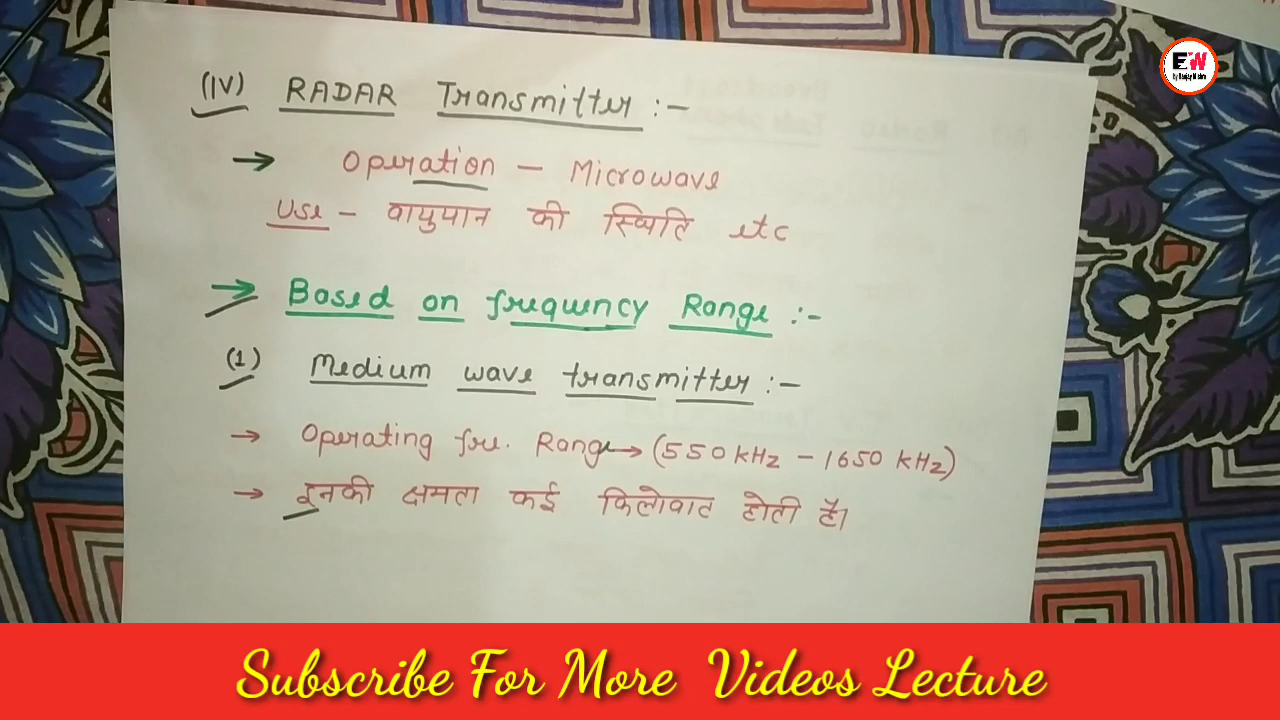 (IV) RADAR Transmitter :-
→ Operation - Microwave
Use - वायुयान की स्थिति etc
→ Based on frequency Range :-
(1) Medium wave transmitter :-
→ Operating fre. Range → (550 kHz - 1650 kHz)
→ इनकी क्षमता कई किलोवाट होती है।
EW
Subscribe For More Videos Lecture